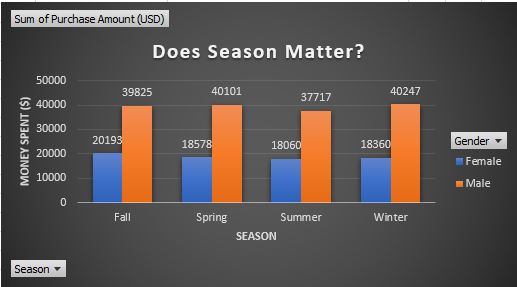 Sum of Purchase Amount (USD)
Does Season Matter?
MONEY SPENT ($)
50000
40000
30000
20000
10000
0
20193
39825
18578
40101
18060
37717
18360
40247
Fall
Spring
Summer
Winter
SEASON
Gender
Female
Male
Season